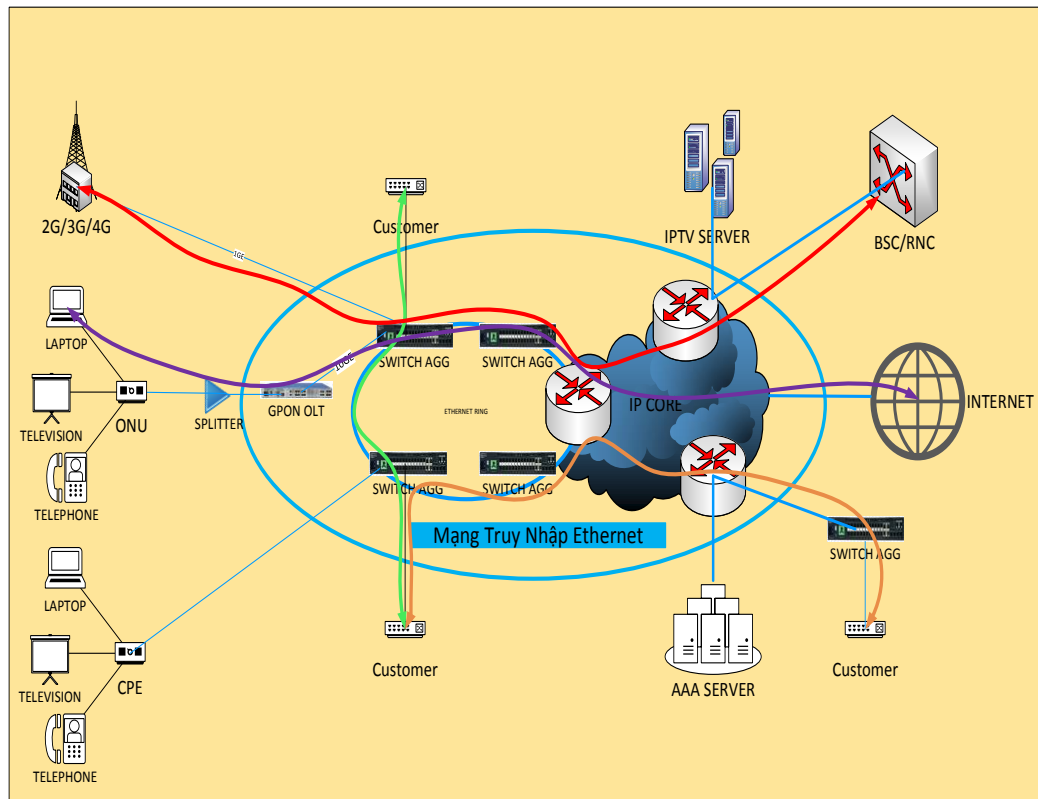 2G/3G/4G
1GE
Customer
IPTV SERVER
BSC/RNC
LAPTOP
SWITCH AGG
SWITCH AGG
10GE
GPON OLT
SPLITTER
ONU
TELEVISION
TELEPHONE
ETHERNET RING
IP CORE
INTERNET
SWITCH AGG
SWITCH AGG
Mạng Truy Nhập Ethernet
SWITCH AGG
LAPTOP
TELEVISION
CPE
TELEPHONE
Customer
AAA SERVER
Customer